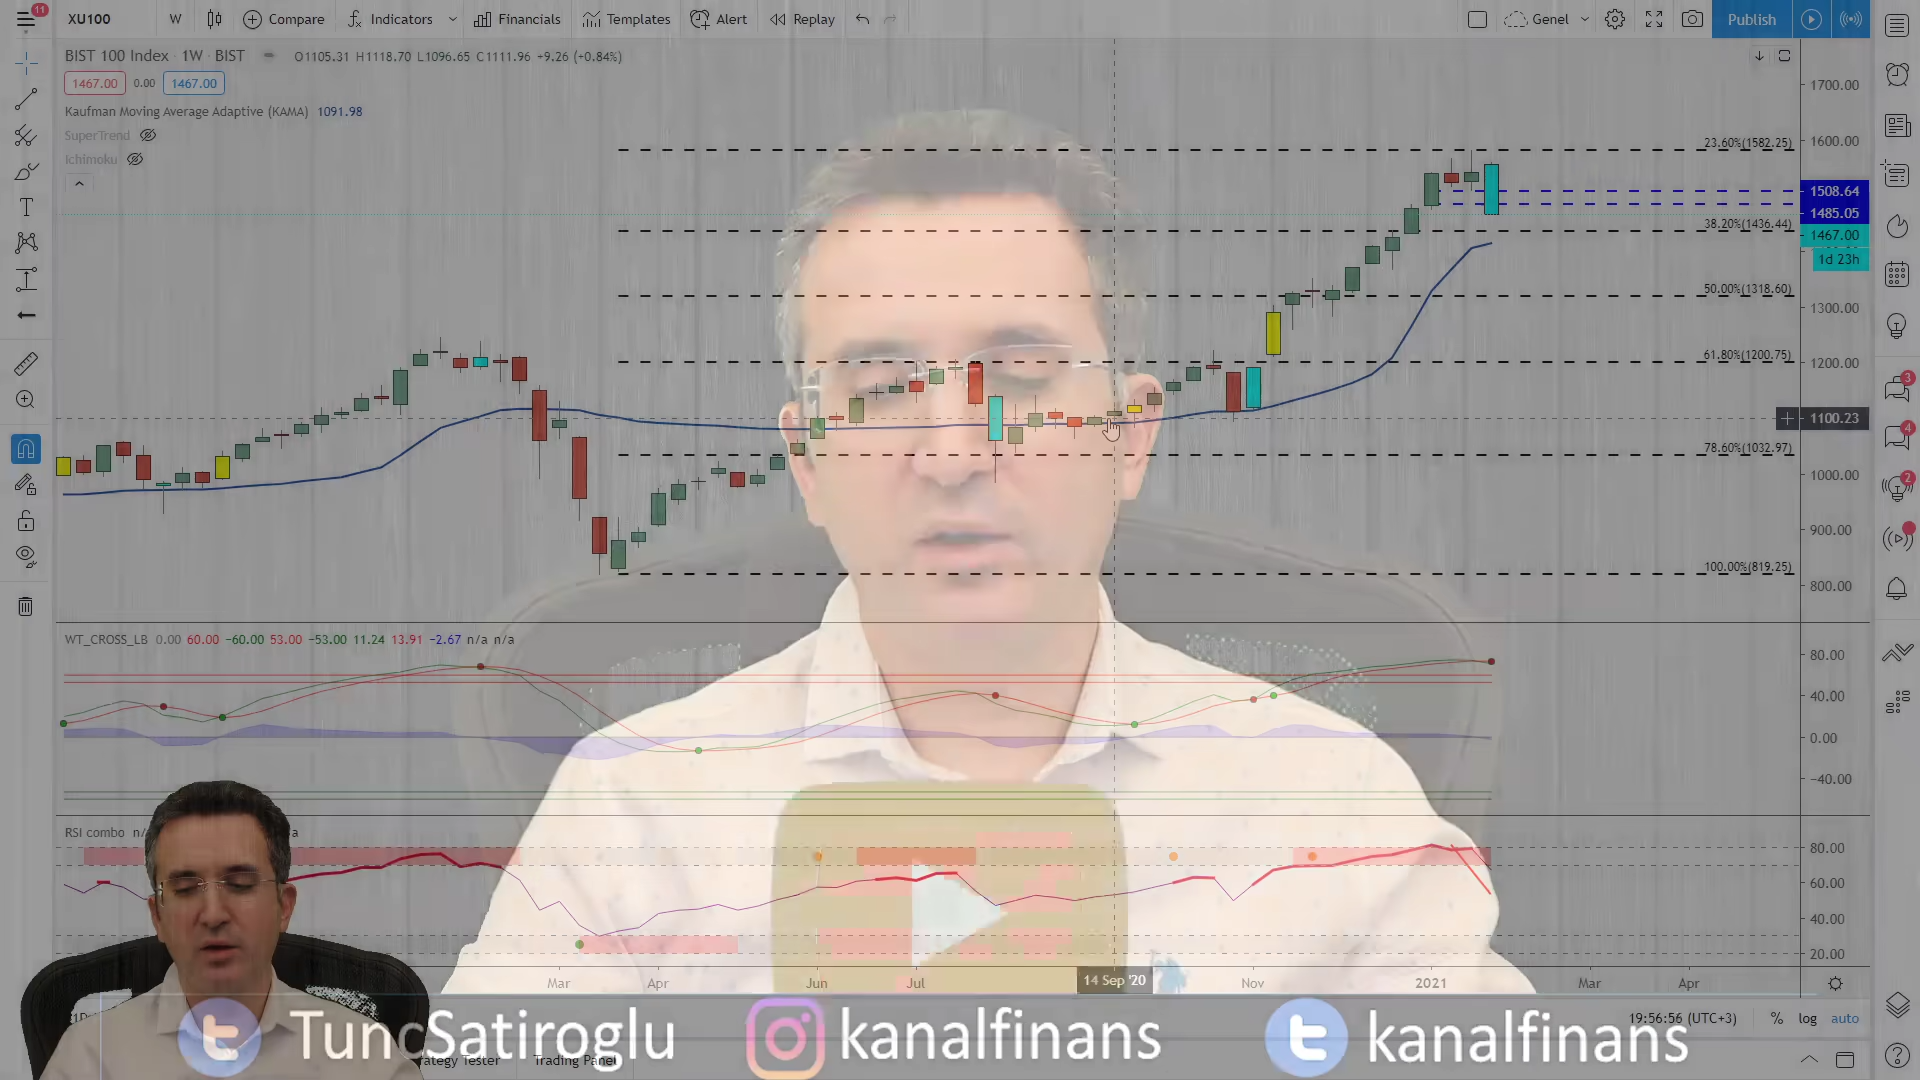 11
XU100 W Compare Indicators Financials Templates Alert Replay Genel Publish
BIST 100 Index · 1W · BIST O1105.31 H1118.70 L1096.65 C1111.96 +9.26 (+0.84%)
1467.00 0.00 1467.00
Kaufman Moving Average Adaptive (KAMA) 1091.98
SuperTrend
Ichimoku
1700.00
1600.00
23.60%(1582.25)
1508.64
1485.05
38.20%(1436.44)
1467.00
1d 23h
50.00%(1318.60)
1300.00
61.80%(1200.75)
1200.00
3
1100.23
4
78.60%(1032.97)
1000.00
2
900.00
100.00%(819.25)
800.00
WT_CROSS_LB 0.00 60.00 −60.00 53.00 −53.00 11.24 13.91 −2.67 n/a n/a
80.00
40.00
0.00
−40.00
RSI combo
80.00
60.00
40.00
20.00
Mar Apr Jun Jul 14 Sep '20 Nov 2021 Mar Apr
19:56:56 (UTC+3) % log auto
TuncSatiroglu kanalfinans kanalfinans
Tester Trading Panel